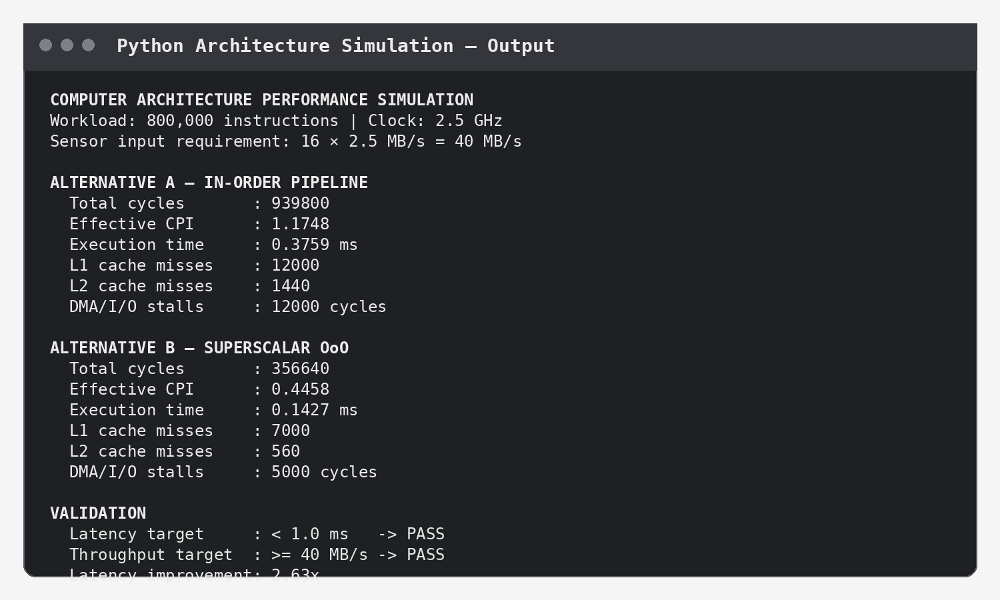 Python Architecture Simulation — Output
COMPUTER ARCHITECTURE PERFORMANCE SIMULATION
Workload: 800,000 instructions | Clock: 2.5 GHz
Sensor input requirement: 16 × 2.5 MB/s = 40 MB/s
ALTERNATIVE A — IN-ORDER PIPELINE
Total cycles : 939800
Effective CPI : 1.1748
Execution time : 0.3759 ms
L1 cache misses : 12000
L2 cache misses : 1440
DMA/I/O stalls : 12000 cycles
ALTERNATIVE B — SUPERSCALAR OoO
Total cycles : 356640
Effective CPI : 0.4458
Execution time : 0.1427 ms
L1 cache misses : 7000
L2 cache misses : 560
DMA/I/O stalls : 5000 cycles
VALIDATION
Latency target : < 1.0 ms -> PASS
Throughput target : >= 40 MB/s -> PASS
Latency improvement: 2.63x